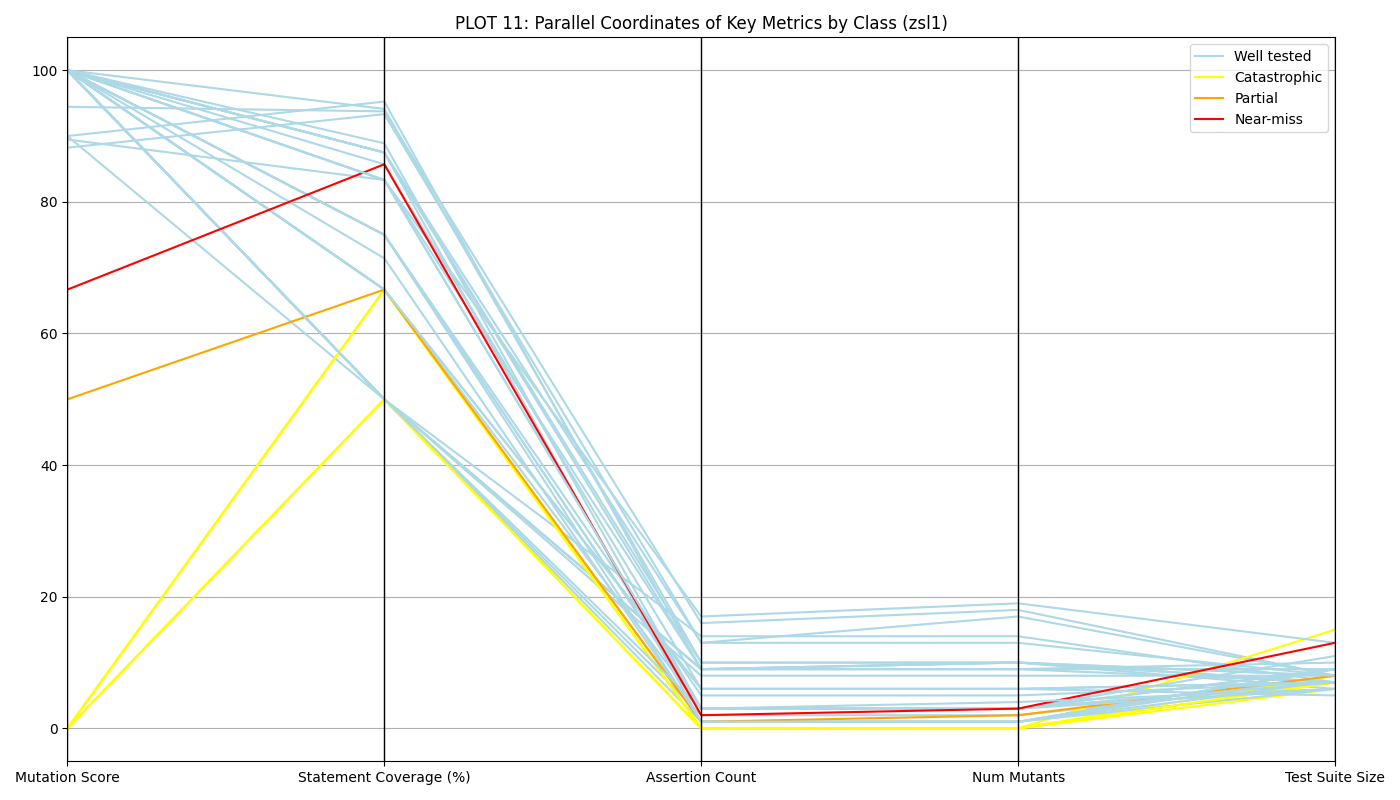 PLOT 11: Parallel Coordinates of Key Metrics by Class (zsl1)
Well tested
Catastrophic
Partial
Near-miss
100
80
60
40
20
0
Mutation Score
Statement Coverage (%)
Assertion Count
Num Mutants
Test Suite Size